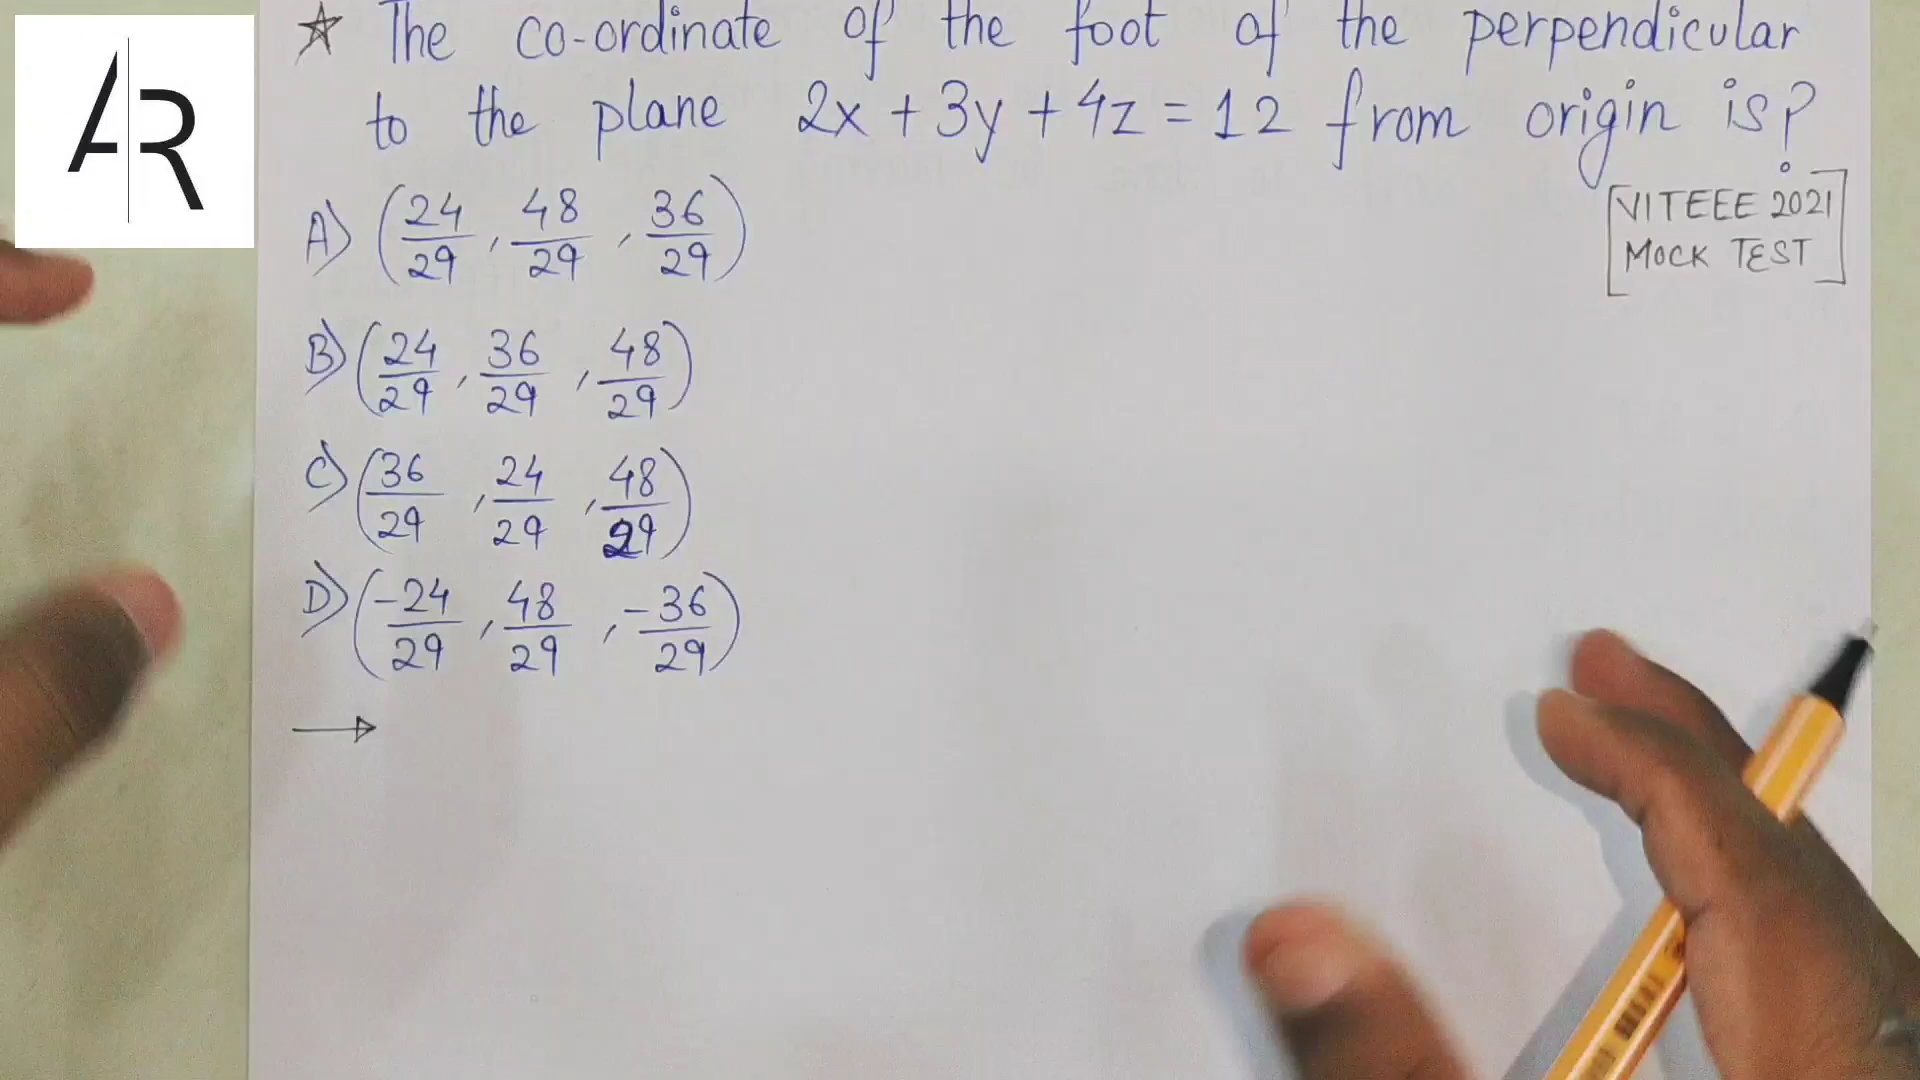 AR
☆ The co-ordinate of the foot of the perpendicular
to the plane 2x + 3y + 4z = 12 from origin is?
[VITEEE 2021
MOCK TEST]
A) (24/29, 48/29, 36/29)
B) (24/29, 36/29, 48/29)
C) (36/29, 24/29, 48/29)
D) (-24/29, 48/29, -36/29)
→